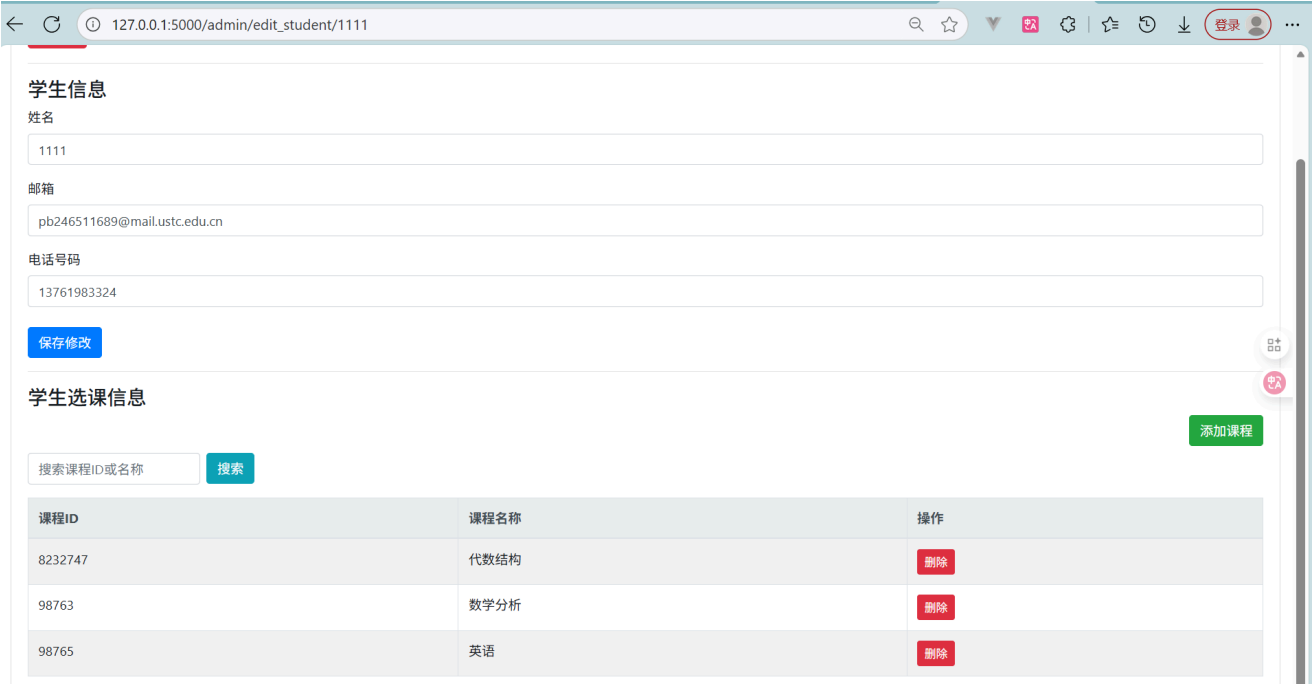 127.0.0.1:5000/admin/edit_student/1111
登录
学生信息
姓名
1111
邮箱
pb246511689@mail.ustc.edu.cn
电话号码
13761983324
保存修改
学生选课信息
添加课程
搜索课程ID或名称 搜索
课程ID 课程名称 操作
8232747 代数结构 删除
98763 数学分析 删除
98765 英语 删除